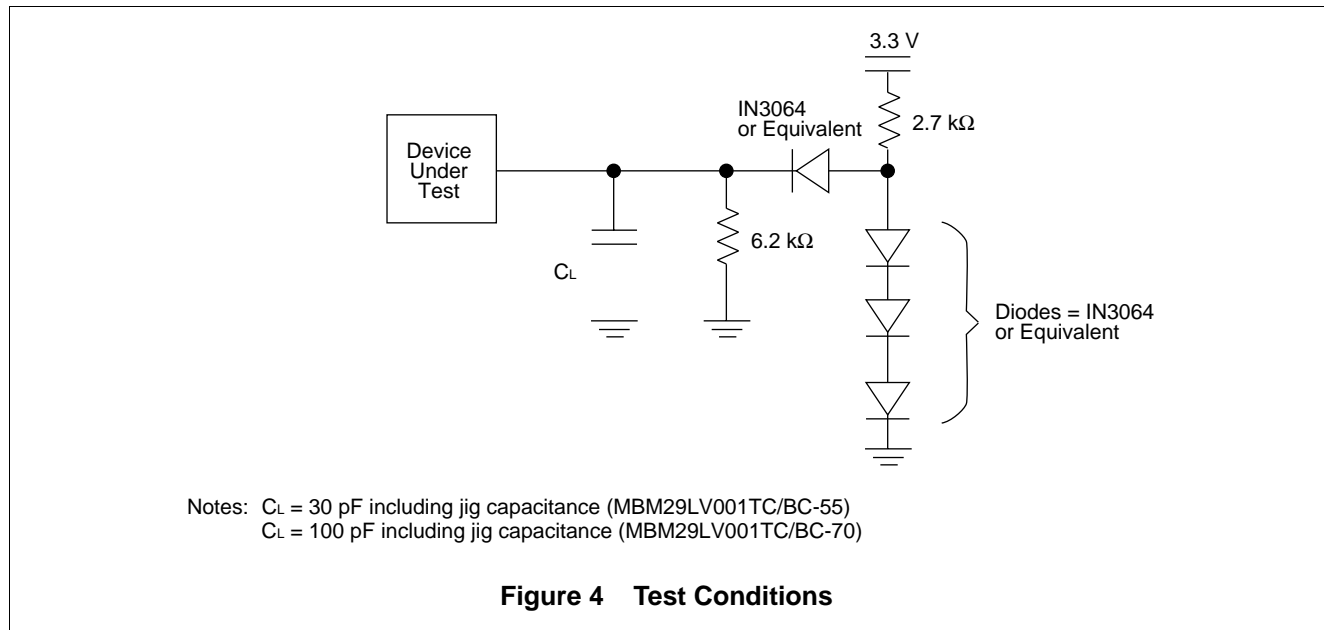 3.3 V
IN3064
or Equivalent
2.7 kΩ
Device
Under
Test
6.2 kΩ
CL
Diodes = IN3064
or Equivalent
Notes: CL = 30 pF including jig capacitance (MBM29LV001TC/BC-55)
CL = 100 pF including jig capacitance (MBM29LV001TC/BC-70)
Figure 4 Test Conditions